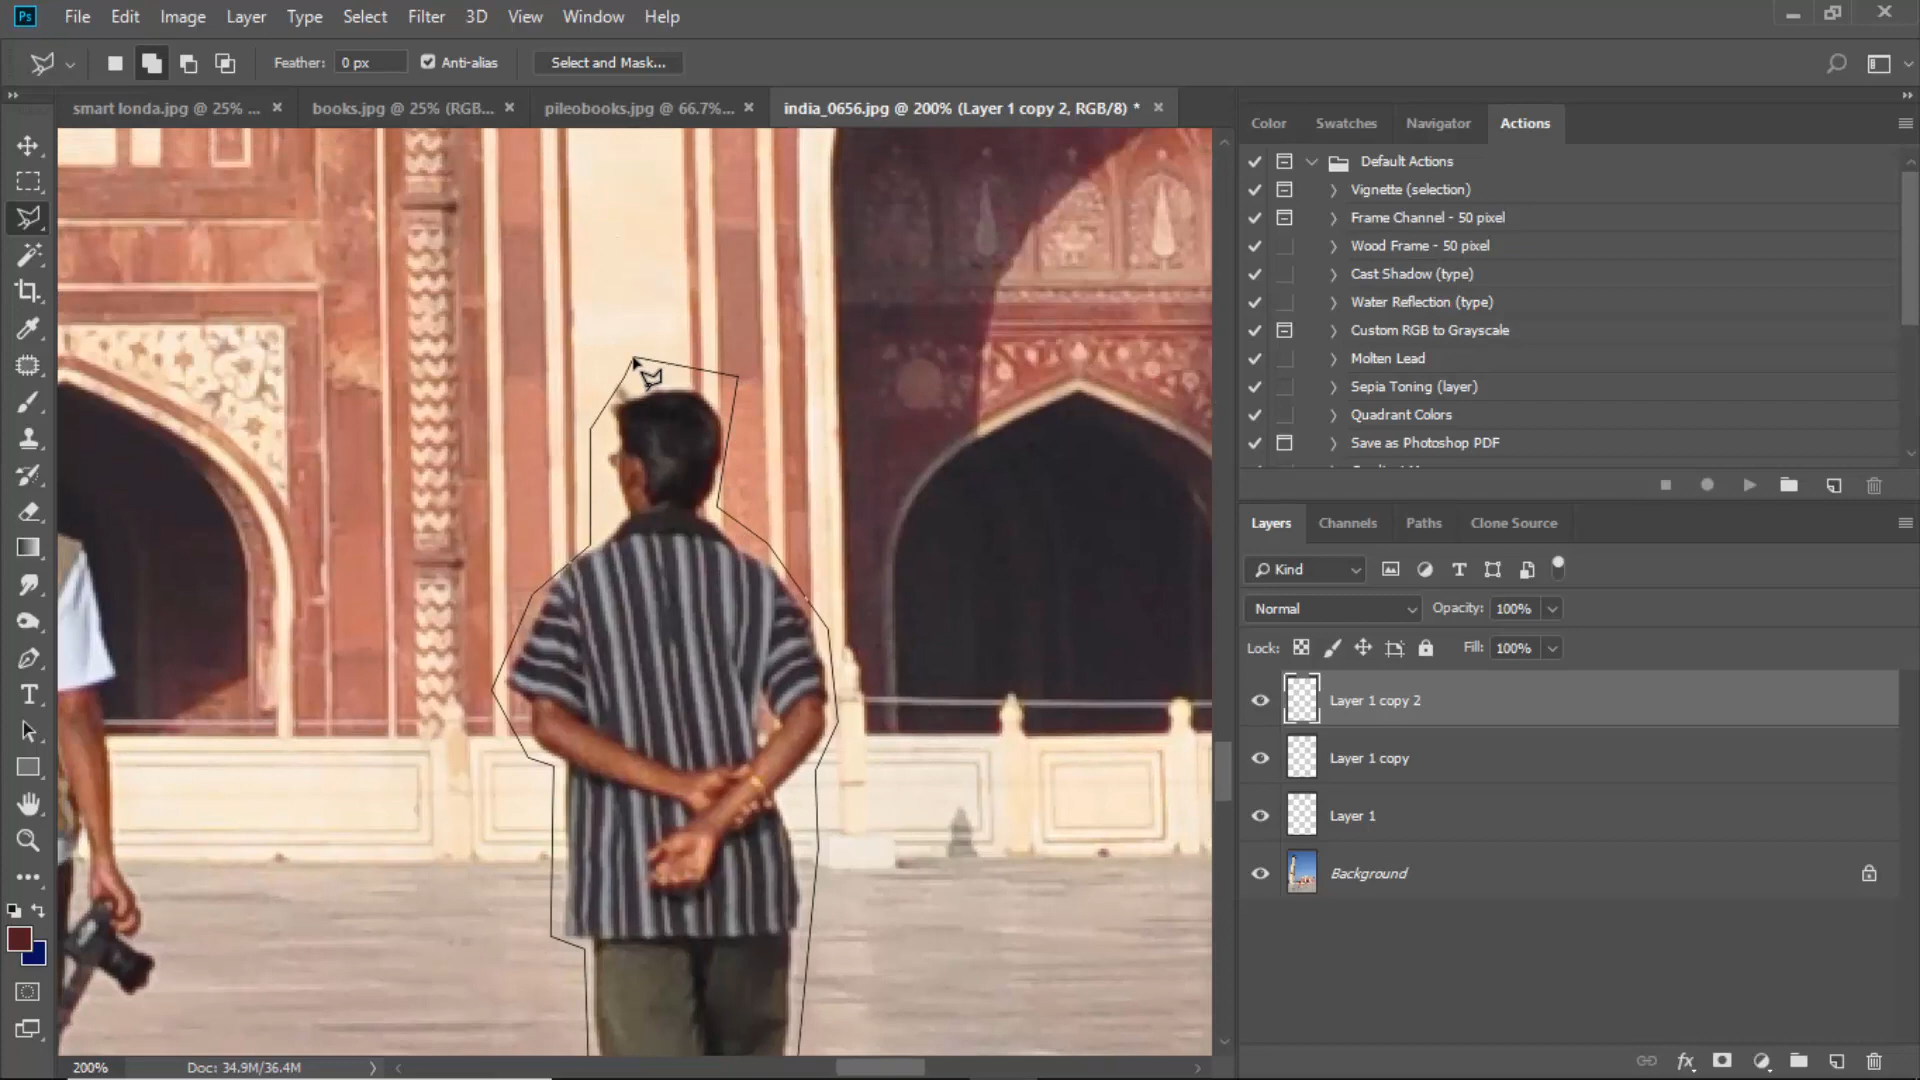 Ps File Edit Image Layer Type Select Filter 3D View Window Help
Feather: 0 px Anti-alias Select and Mask...
smart londa.jpg @ 25% ... books.jpg @ 25% (RGB... pileobooks.jpg @ 66.7%... india_0656.jpg @ 200% (Layer 1 copy 2, RGB/8) *
Color Swatches Navigator Actions
Default Actions
Vignette (selection)
Frame Channel - 50 pixel
Wood Frame - 50 pixel
Cast Shadow (type)
Water Reflection (type)
Custom RGB to Grayscale
Molten Lead
Sepia Toning (layer)
Quadrant Colors
Save as Photoshop PDF
Layers Channels Paths Clone Source
Kind
Normal Opacity: 100%
Lock: Fill: 100%
Layer 1 copy 2
Layer 1 copy
Layer 1
Background
fx
200% Doc: 34.9M/36.4M